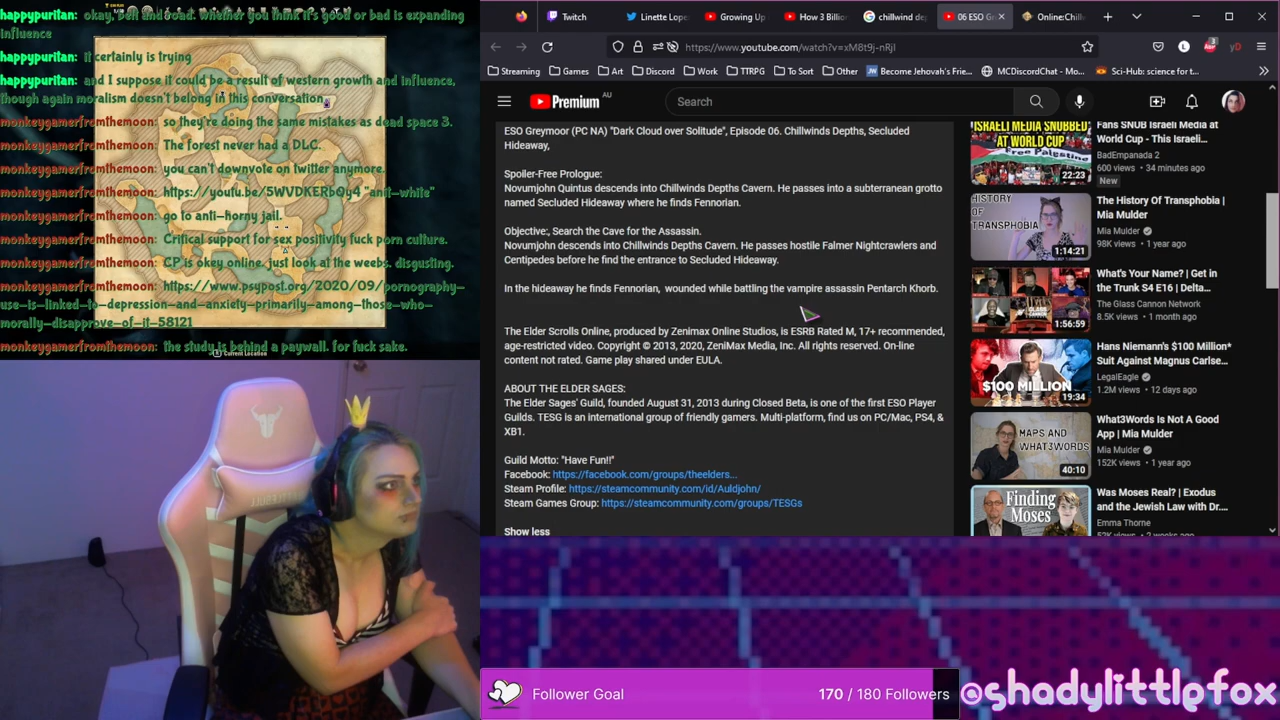 happypuritan: okay, belt and road. whether you think it's good or bad is expanding
influence
happypuritan: it certainly is trying
happypuritan: and I suppose it could be a result of western growth and influence,
though again moralism doesn't belong in this conversation
monkeygamerfromthemoon: so they're doing the same mistakes as dead space 3.
monkeygamerfromthemoon: The forest never had a DLC.
monkeygamerfromthemoon: you can't downvote on twitter anymore.
monkeygamerfromthemoon: https://youtu.be/5WVDKERbQy4 "anti-white"
monkeygamerfromthemoon: go to anti-horny jail.
monkeygamerfromthemoon: Critical support for sex positivity fuck porn culture.
monkeygamerfromthemoon: CP is okey online. just look at the weebs. disgusting.
monkeygamerfromthemoon: https://www.psypost.org/2020/09/pornography-
use-is-linked-to-depression-and-anxiety-primarily-among-those-who-
morally-disapprove-of-it-58121
monkeygamerfromthemoon: the study is behind a paywall. for fuck sake.
Current Location
Twitch
Linette Lope
Growing Up
How 3 Billion
chillwind de
06 ESO Gr
Online:Chille
https://www.youtube.com/watch?v=xM8t9j-nRjI
Streaming
Games
Art
Discord
Work
TTRPG
To Sort
Other
Become Jehovah's Frie...
MCDiscordChat - Mo...
Sci-Hub: science for t...
Premium AU
Search
ESO Greymoor (PC NA) "Dark Cloud over Solitude", Episode 06. Chillwinds Depths, Secluded
Hideaway,
Spoiler-Free Prologue:
Novumjohn Quintus descends into Chillwinds Depths Cavern. He passes into a subterranean grotto
named Secluded Hideaway where he finds Fennorian.
Objective:, Search the Cave for the Assassin.
Novumjohn descends into Chillwinds Depths Cavern. He passes hostile Falmer Nightcrawlers and
Centipedes before he find the entrance to Secluded Hideaway.
In the hideaway he finds Fennorian, wounded while battling the vampire assassin Pentarch Khorb.
The Elder Scrolls Online, produced by Zenimax Online Studios, is ESRB Rated M, 17+ recommended,
age-restricted video. Copyright © 2013, 2020, ZeniMax Media, Inc. All rights reserved. On-line
content not rated. Game play shared under EULA.
ABOUT THE ELDER SAGES:
The Elder Sages' Guild, founded August 31, 2013 during Closed Beta, is one of the first ESO Player
Guilds. TESG is an international group of friendly gamers. Multi-platform, find us on PC/Mac, PS4, &
XB1.
Guild Motto: "Have Fun!!"
Facebook: https://facebook.com/groups/theelders...
Steam Profile: https://steamcommunity.com/id/Auldjohn/
Steam Games Group: https://steamcommunity.com/groups/TESGs
Show less
ISRAELI MEDIA SNUBBED
AT WORLD CUP
22:23
Fans SNUB Israeli Media at
World Cup - This Israeli...
BadEmpanada 2
600 views • 34 minutes ago
New
HISTORY
OF
TRANSPHOBIA
1:14:21
The History Of Transphobia |
Mia Mulder
Mia Mulder
98K views • 1 year ago
1:56:59
What's Your Name? | Get in
the Trunk S4 E16 | Delta...
The Glass Cannon Network
8.5K views • 1 month ago
$100 MILLION
19:34
Hans Niemann's $100 Million*
Suit Against Magnus Carlse...
LegalEagle
1.2M views • 12 days ago
MAPS AND
WHAT3WORDS
40:10
What3Words Is Not A Good
App | Mia Mulder
Mia Mulder
152K views • 1 year ago
Finding
MOSES
Was Moses Real? | Exodus
and the Jewish Law with Dr....
Emma Thorne
Follower Goal
170 / 180 Followers
@shadylittlefox